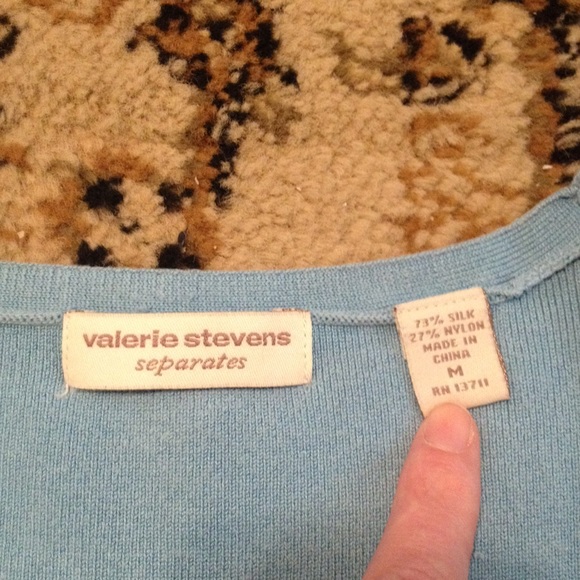 valerie stevens
separates
73% SILK
27% NYLON
MADE IN
CHINA
M
RN 13711